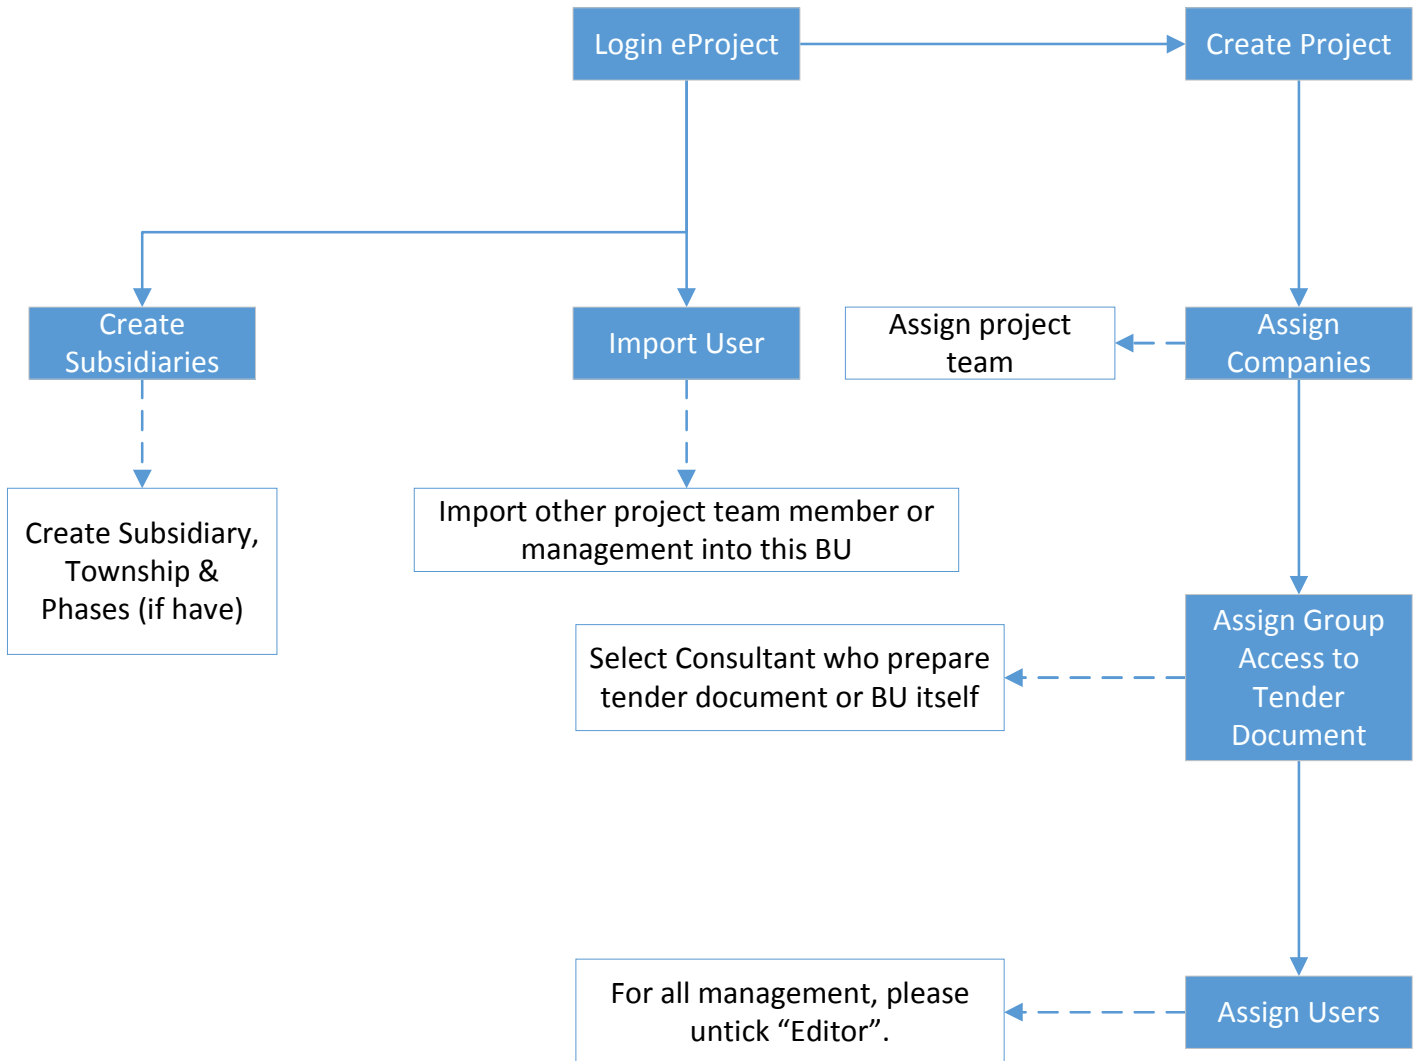 Login eProject
Create Project
Create
Subsidiaries
Import User
Assign project
team
Assign
Companies
Create Subsidiary,
Township &
Phases (if have)
Import other project team member or
management into this BU
Select Consultant who prepare
tender document or BU itself
Assign Group
Access to
Tender
Document
For all management, please
untick “Editor”.
Assign Users